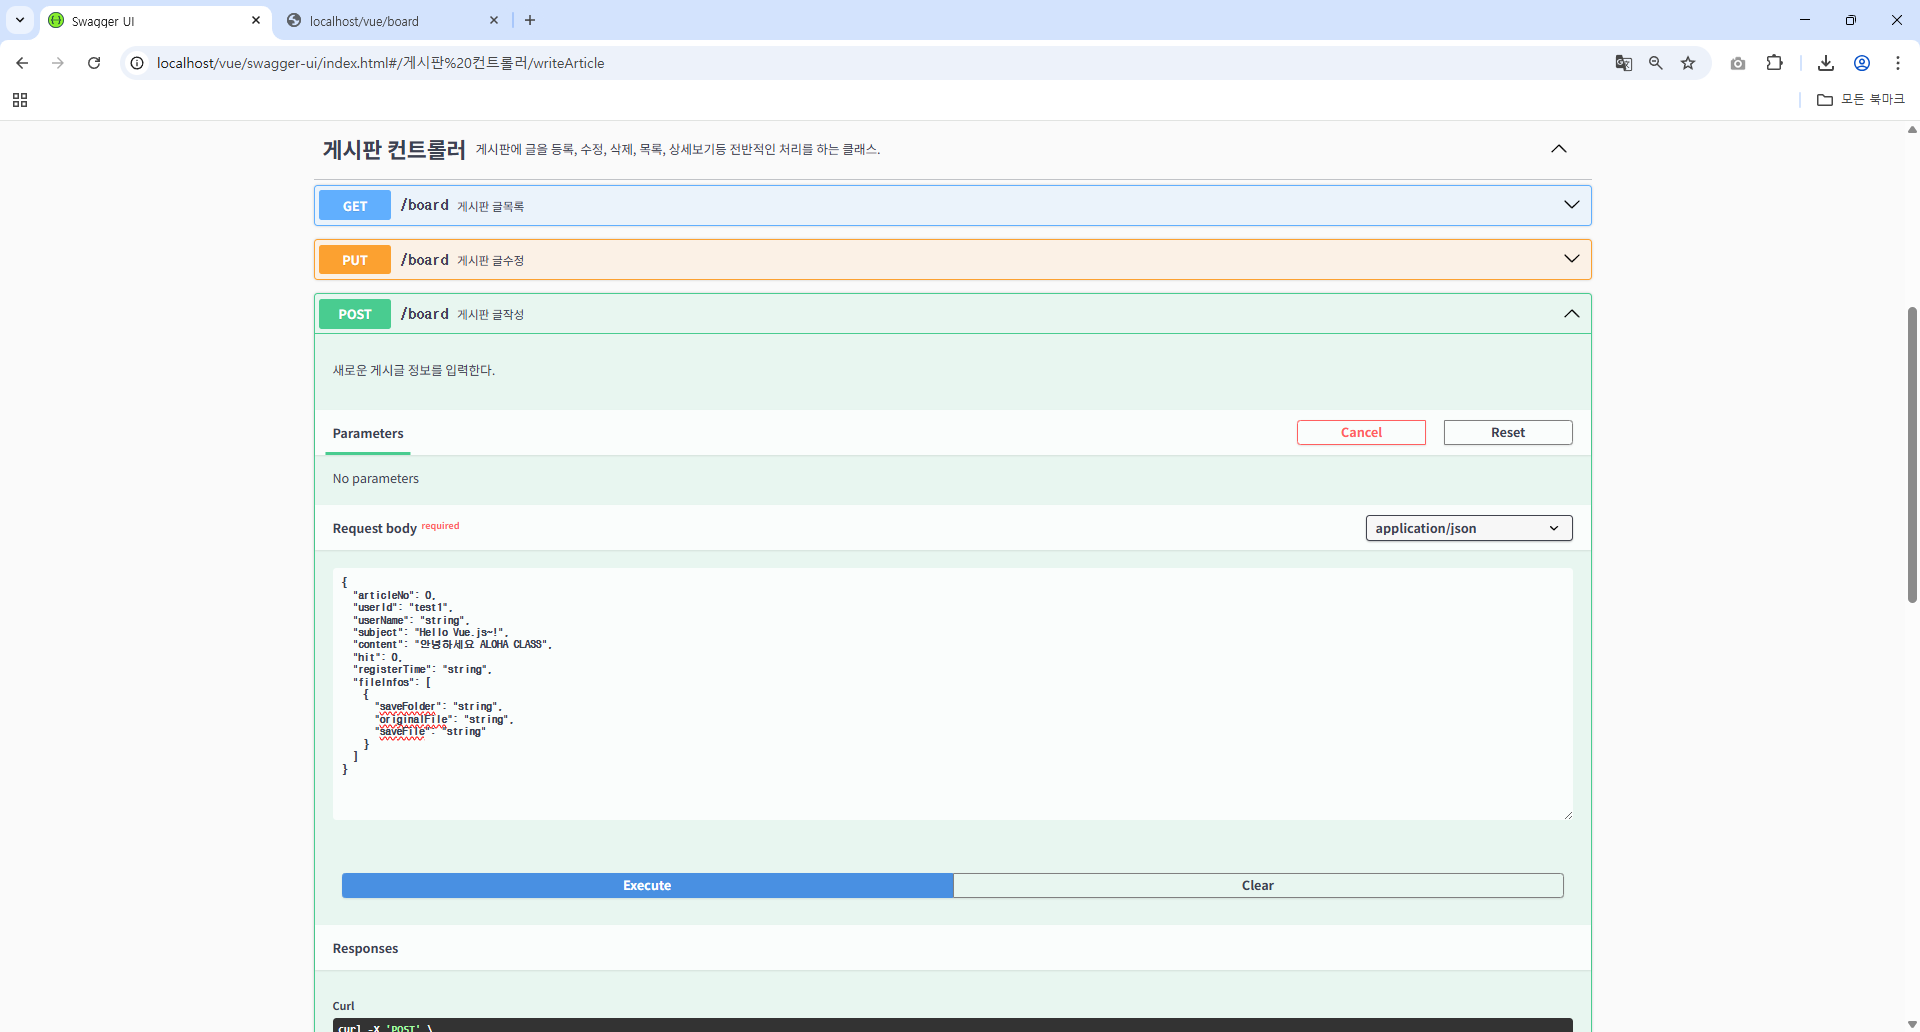 Swagger UI
localhost/vue/board
localhost/vue/swagger-ui/index.html#/게시판%20컨트롤러/writeArticle
모든 북마크
게시판 컨트롤러 게시판에 글을 등록, 수정, 삭제, 목록, 상세보기등 전반적인 처리를 하는 클래스.
GET /board 게시판 글목록
PUT /board 게시판 글수정
POST /board 게시판 글작성
새로운 게시글 정보를 입력한다.
Parameters Cancel Reset
No parameters
Request body required application/json
{
"articleNo": 0,
"userId": "test1",
"userName": "string",
"subject": "Hello Vue.js~!",
"content": "안녕하세요 ALOHA CLASS",
"hit": 0,
"registerTime": "string",
"fileInfos": [
{
"saveFolder": "string",
"originalFile": "string",
"saveFile": "string"
}
]
}
Execute Clear
Responses
Curl
curl -X 'POST' \